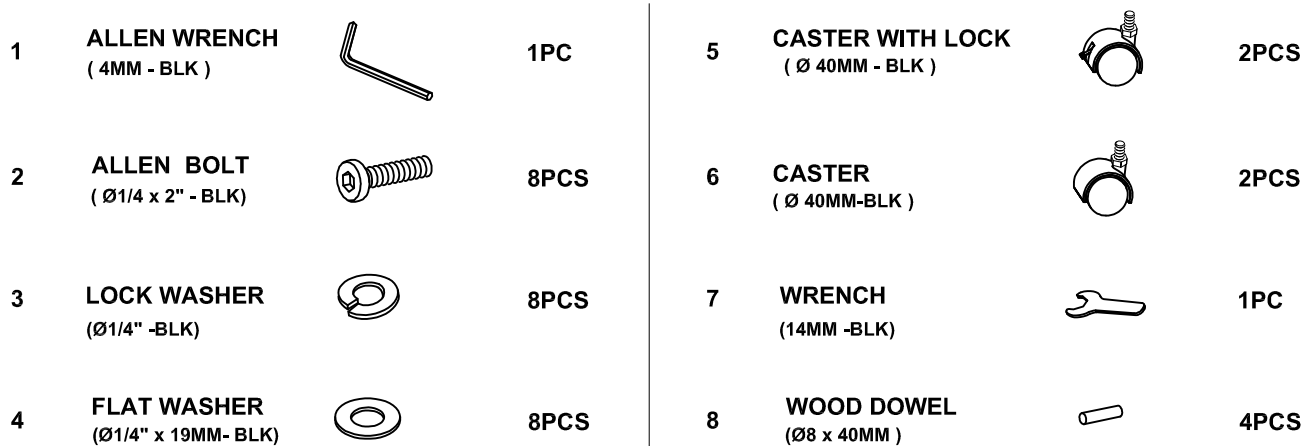 1 ALLEN WRENCH 1PC
( 4MM - BLK )
2 ALLEN BOLT 8PCS
( Ø1/4 x 2" - BLK)
3 LOCK WASHER 8PCS
(Ø1/4" -BLK)
4 FLAT WASHER 8PCS
(Ø1/4" x 19MM- BLK)
5 CASTER WITH LOCK 2PCS
( Ø 40MM - BLK )
6 CASTER 2PCS
( Ø 40MM-BLK )
7 WRENCH 1PC
(14MM -BLK)
8 WOOD DOWEL 4PCS
(Ø8 x 40MM )